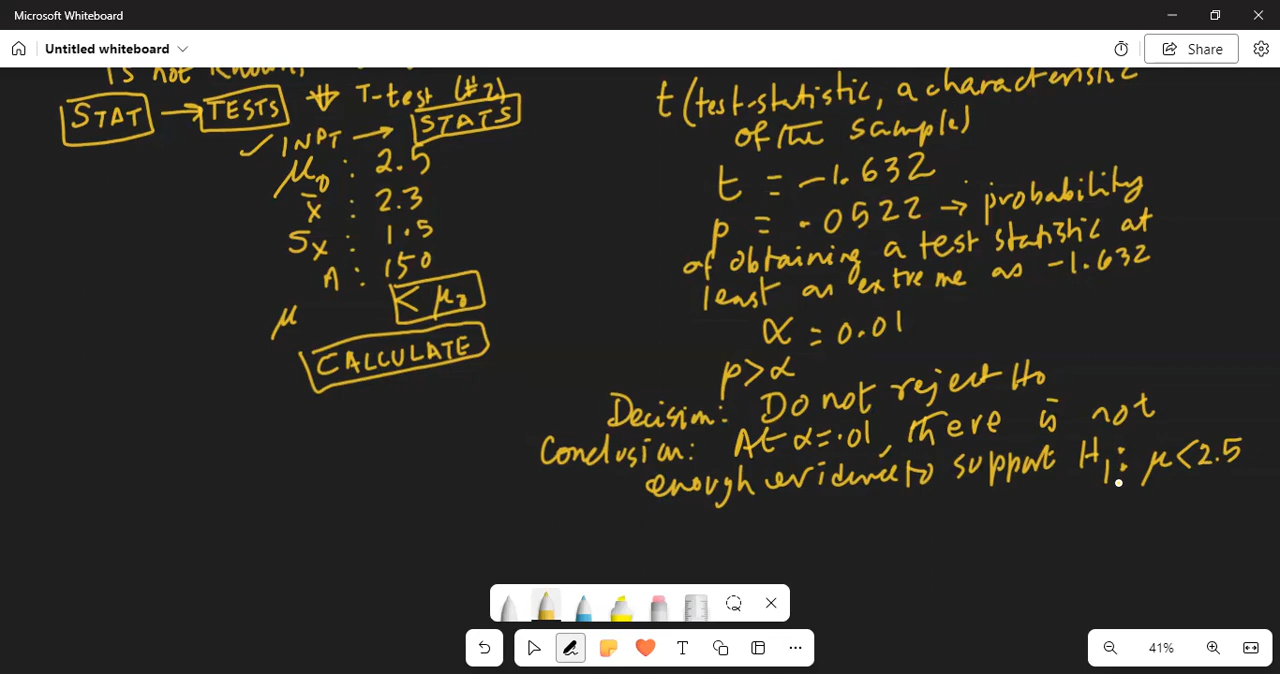 Microsoft Whiteboard
Untitled whiteboard
Share
is not known,
STAT → TESTS ↓ T-test (#2)
✓ INPT → STATS
μ₀ : 2.5
x̄ : 2.3
Sx : 1.5
n : 150
μ < μ₀
CALCULATE
t (test-statistic, a characteristic
of the sample)
t = -1.632
p = .0522 → probability
of obtaining a test statistic at
least as extreme as -1.632
α = 0.01
p > α
Decision: Do not reject Ho
Conclusion: At α = .01, there is not
enough evidence to support H₁: μ < 2.5
41%